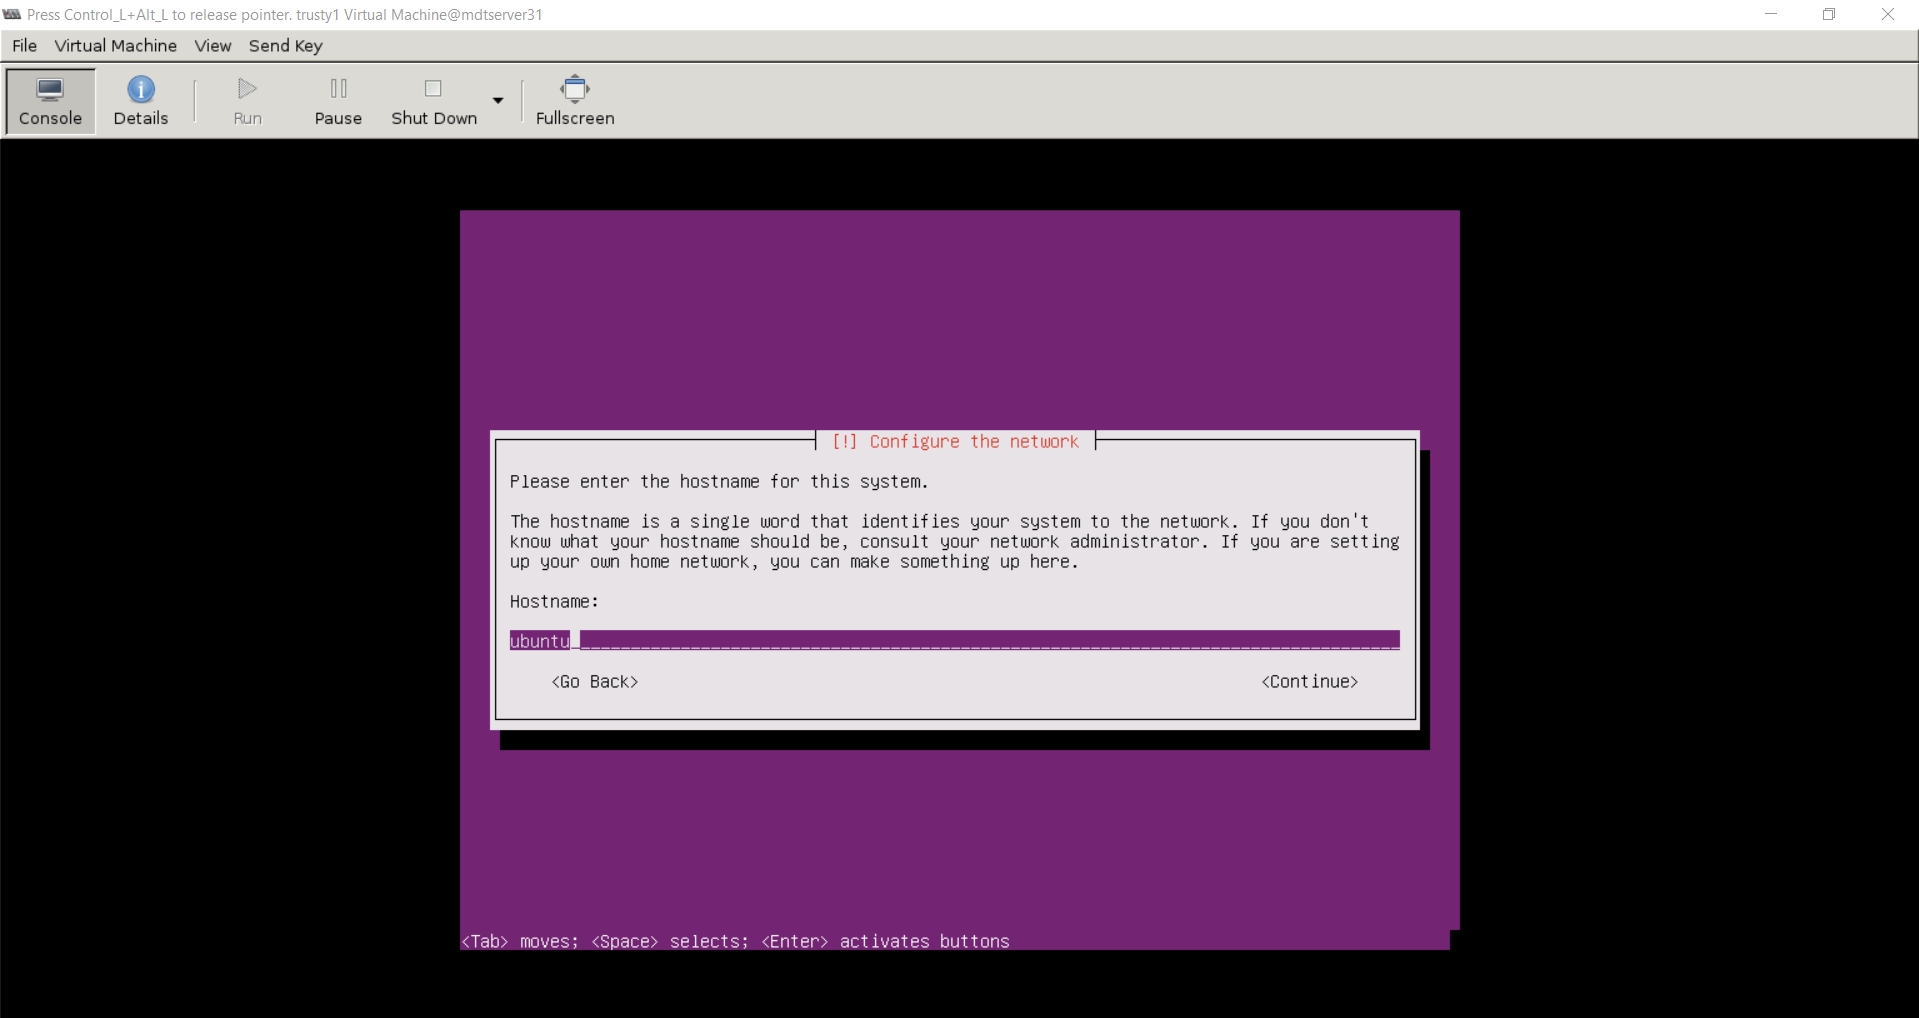 Press Control_L+Alt_L to release pointer. trusty1 Virtual Machine@mdtserver31
File Virtual Machine View Send Key
Console Details Run Pause Shut Down Fullscreen
[!] Configure the network
Please enter the hostname for this system.
The hostname is a single word that identifies your system to the network. If you don't
know what your hostname should be, consult your network administrator. If you are setting
up your own home network, you can make something up here.
Hostname:
ubuntu
<Go Back> <Continue>
<Tab> moves; <Space> selects; <Enter> activates buttons